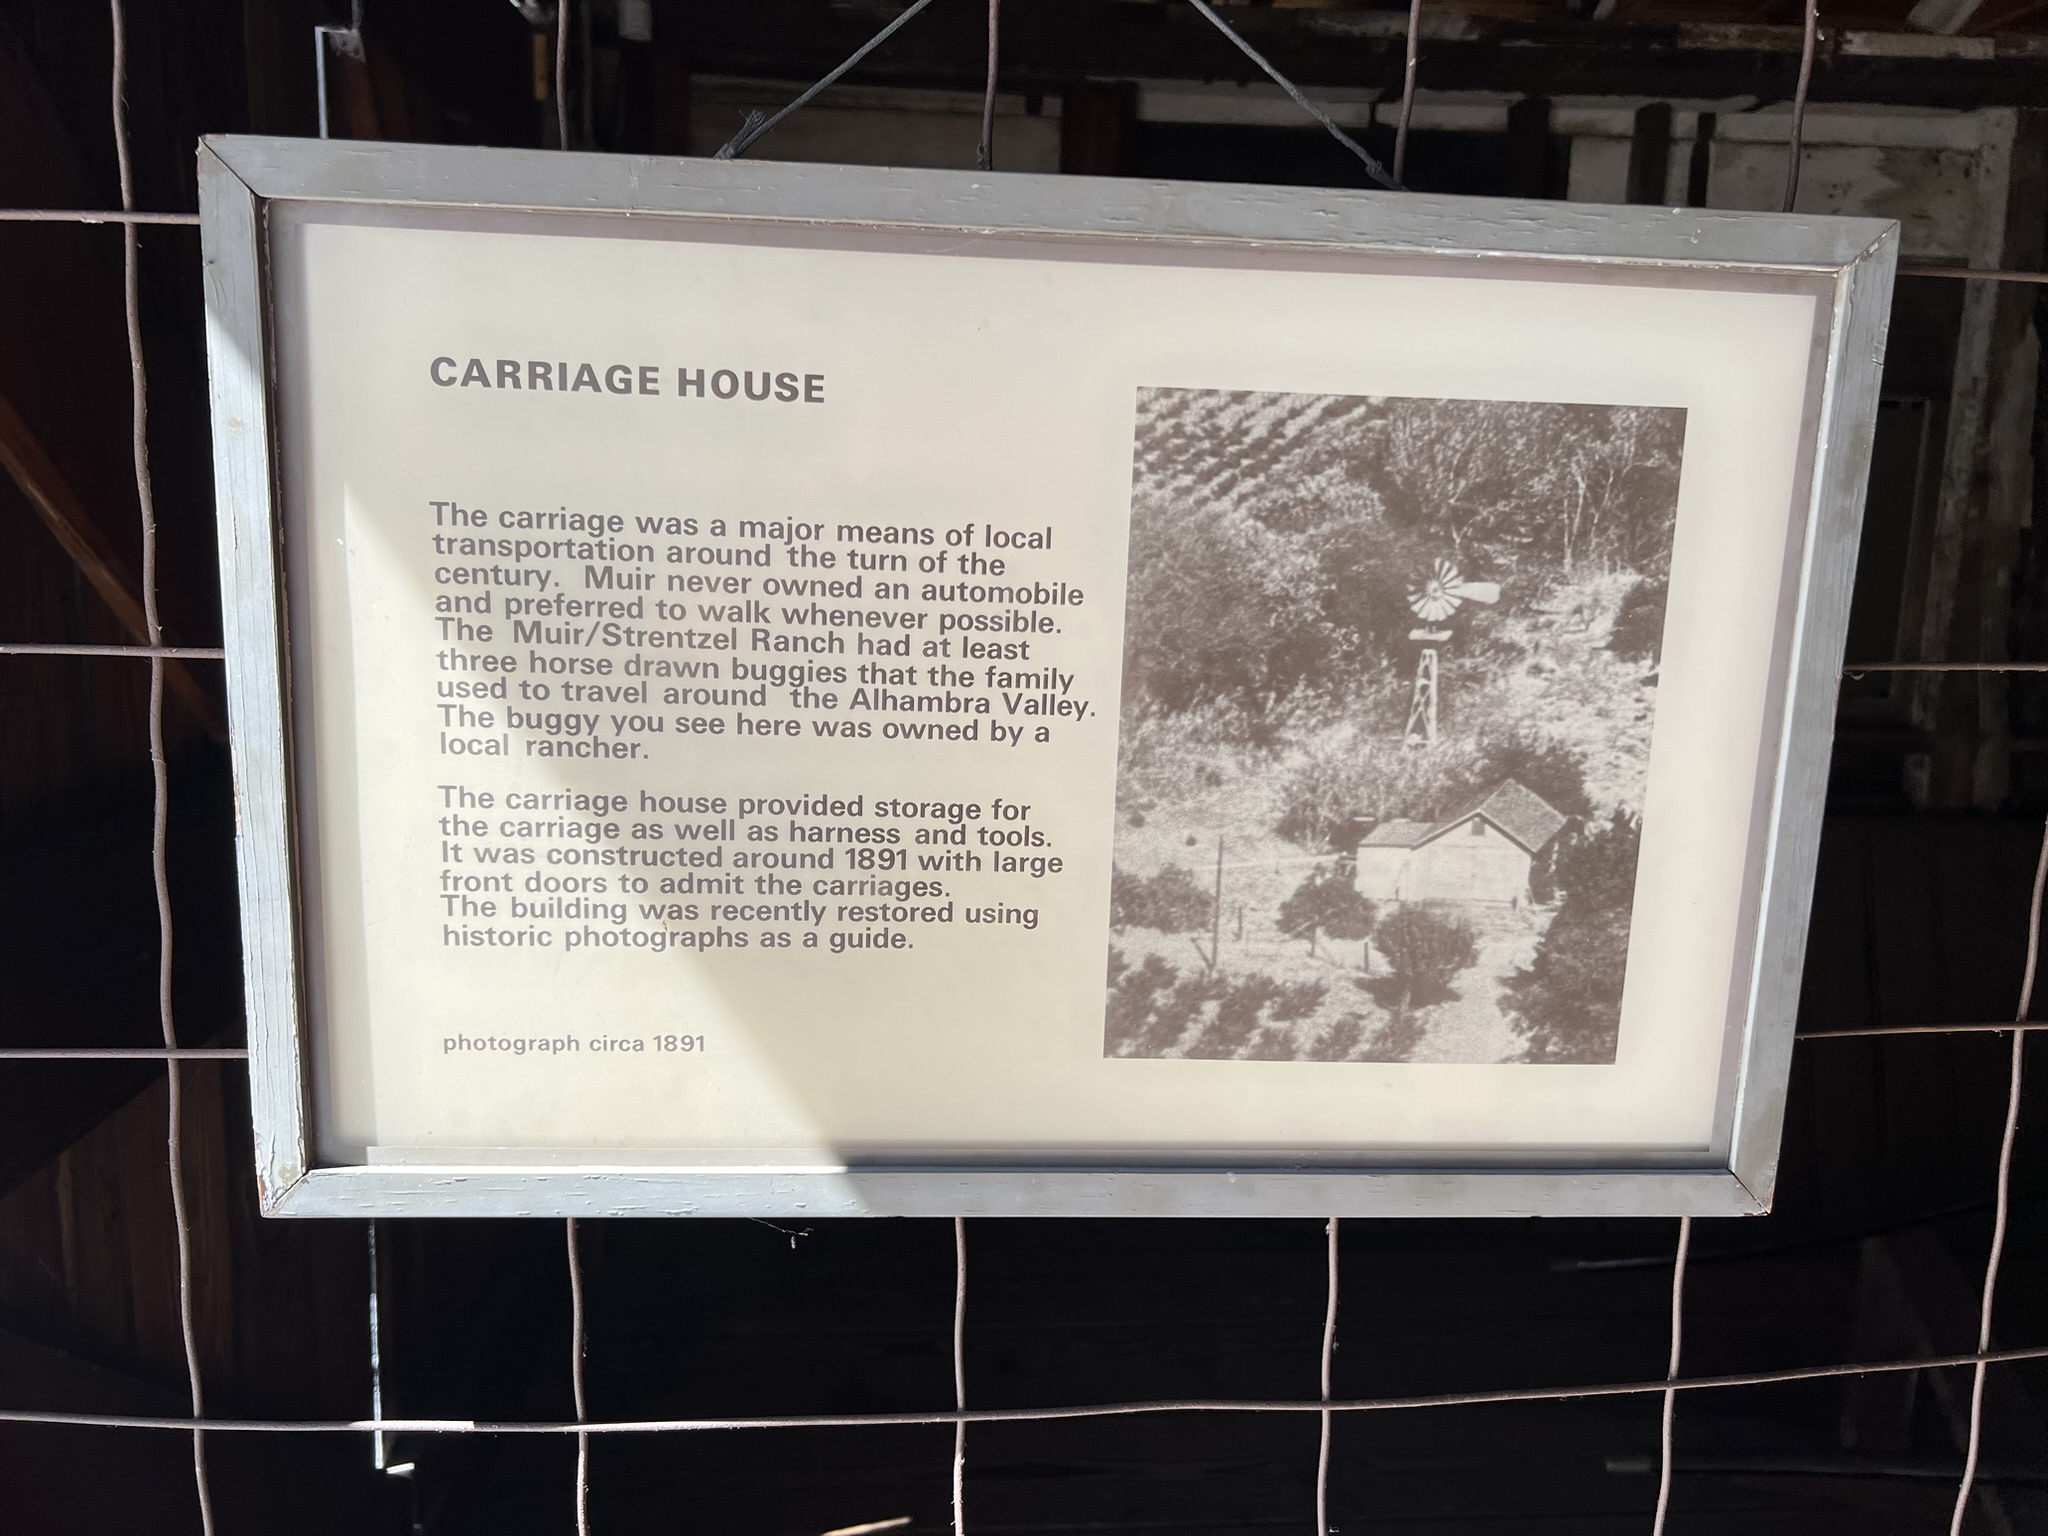 CARRIAGE HOUSE
The carriage was a major means of local
transportation around the turn of the
century. Muir never owned an automobile
and preferred to walk whenever possible.
The Muir/Strentzel Ranch had at least
three horse drawn buggies that the family
used to travel around the Alhambra Valley.
The buggy you see here was owned by a
local rancher.
The carriage house provided storage for
the carriage as well as harness and tools.
It was constructed around 1891 with large
front doors to admit the carriages.
The building was recently restored using
historic photographs as a guide.
photograph circa 1891